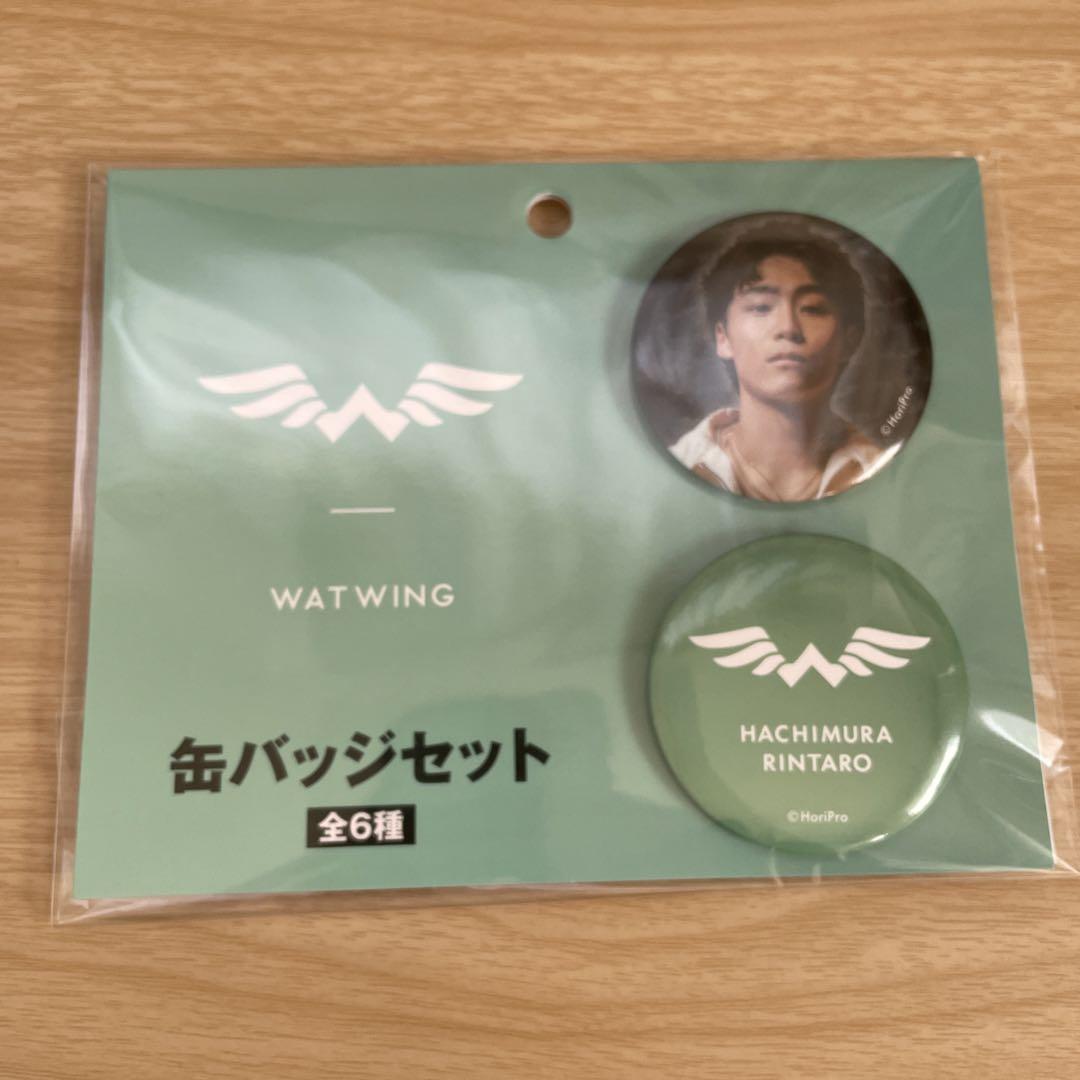 WATWING
缶バッジセット
全6種
©HoriPro
HACHIMURA
RINTARO
©HoriPro